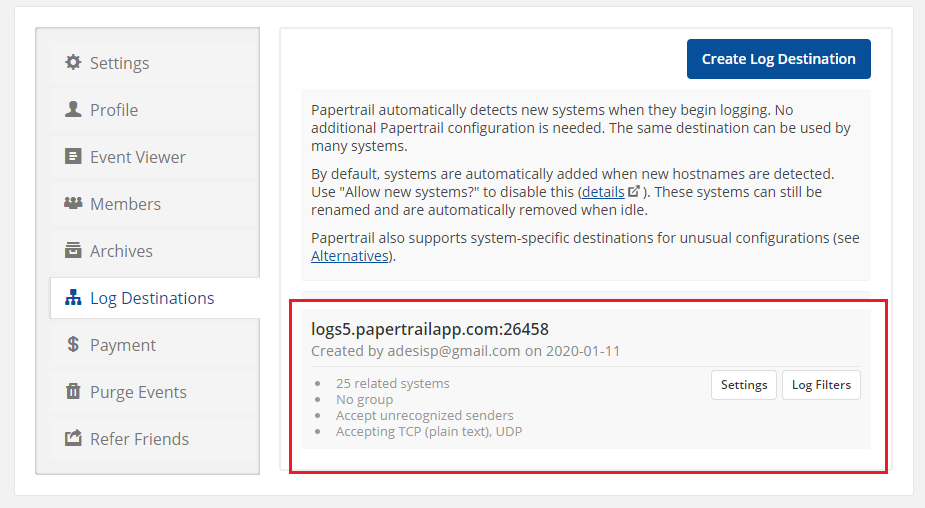 Settings
Profile
Event Viewer
Members
Archives
Log Destinations
Payment
Purge Events
Refer Friends
Create Log Destination
Papertrail automatically detects new systems when they begin logging. No
additional Papertrail configuration is needed. The same destination can be used by
many systems.
By default, systems are automatically added when new hostnames are detected.
Use "Allow new systems?" to disable this (details ). These systems can still be
renamed and are automatically removed when idle.
Papertrail also supports system-specific destinations for unusual configurations (see
Alternatives).
logs5.papertrailapp.com:26458
Created by adesisp@gmail.com on 2020-01-11
• 25 related systems
• No group
• Accept unrecognized senders
• Accepting TCP (plain text), UDP
Settings
Log Filters